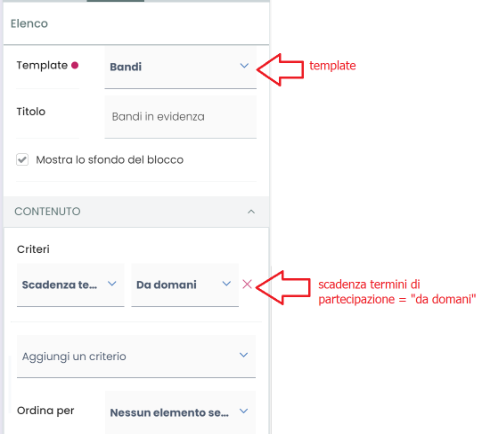 Elenco
Template
Bandi
template
Titolo
Bandi in evidenza
Mostra lo sfondo del blocco
CONTENUTO
Criteri
Scadenza te...
Da domani
scadenza termini di
partecipazione = "da domani"
Aggiungi un criterio
Ordina per
Nessun elemento se...